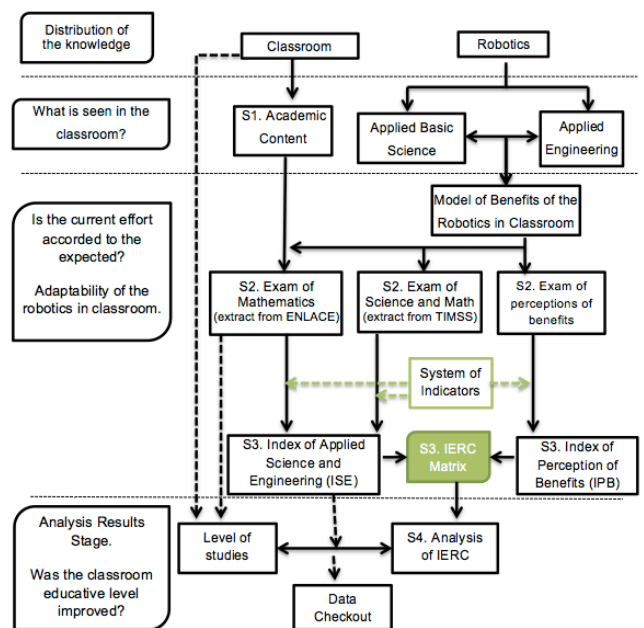 Distribution of
the knowledge
Classroom
Robotics
What is seen in the
classroom?
S1. Academic
Content
Applied Basic
Science
Applied
Engineering
Model of Benefits of the
Robotics in Classroom
Is the current effort
accorded to the
expected?
Adaptability of the
robotics in classroom.
S2. Exam of
Mathematics
(extract from ENLACE)
S2. Exam of
Science and Math
(extract from TIMSS)
S2. Exam of
perceptions of
benefits
System of
Indicators
S3. Index of Applied
Science and
Engineering (ISE)
S3. IERC
Matrix
S3. Index of
Perception of
Benefits (IPB)
Analysis Results
Stage.
Was the classroom
educative level
improved?
Level of
studies
S4. Analysis
of IERC
Data
Checkout